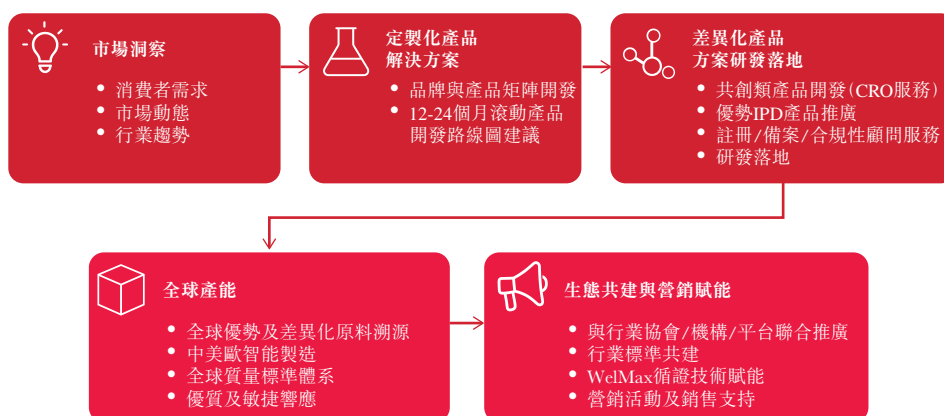 市場洞察
• 消費者需求
• 市場動態
• 行業趨勢
定製化產品
解決方案
• 品牌與產品矩陣開發
• 12-24個月滾動產品
開發路線圖建議
差異化產品
方案研發落地
• 共創類產品開發(CRO服務)
• 優勢IPD產品推廣
• 註冊/備案/合規性顧問服務
• 研發落地
全球產能
• 全球優勢及差異化原料溯源
• 中美歐智能製造
• 全球質量標準體系
• 優質及敏捷響應
生態共建與營銷賦能
• 與行業協會/機構/平台聯合推廣
• 行業標準共建
• WelMax循證技術賦能
• 營銷活動及銷售支持